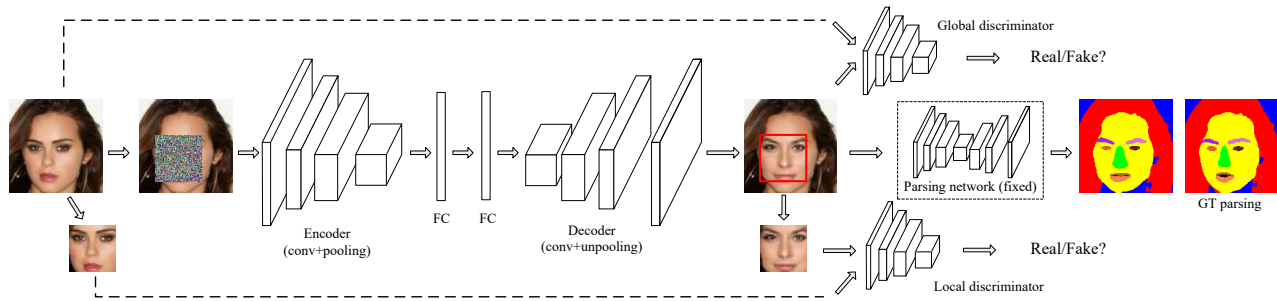 Global discriminator
Real/Fake?
Parsing network (fixed)
GT parsing
FC
FC
Encoder
(conv+pooling)
Decoder
(conv+unpooling)
Real/Fake?
Local discriminator